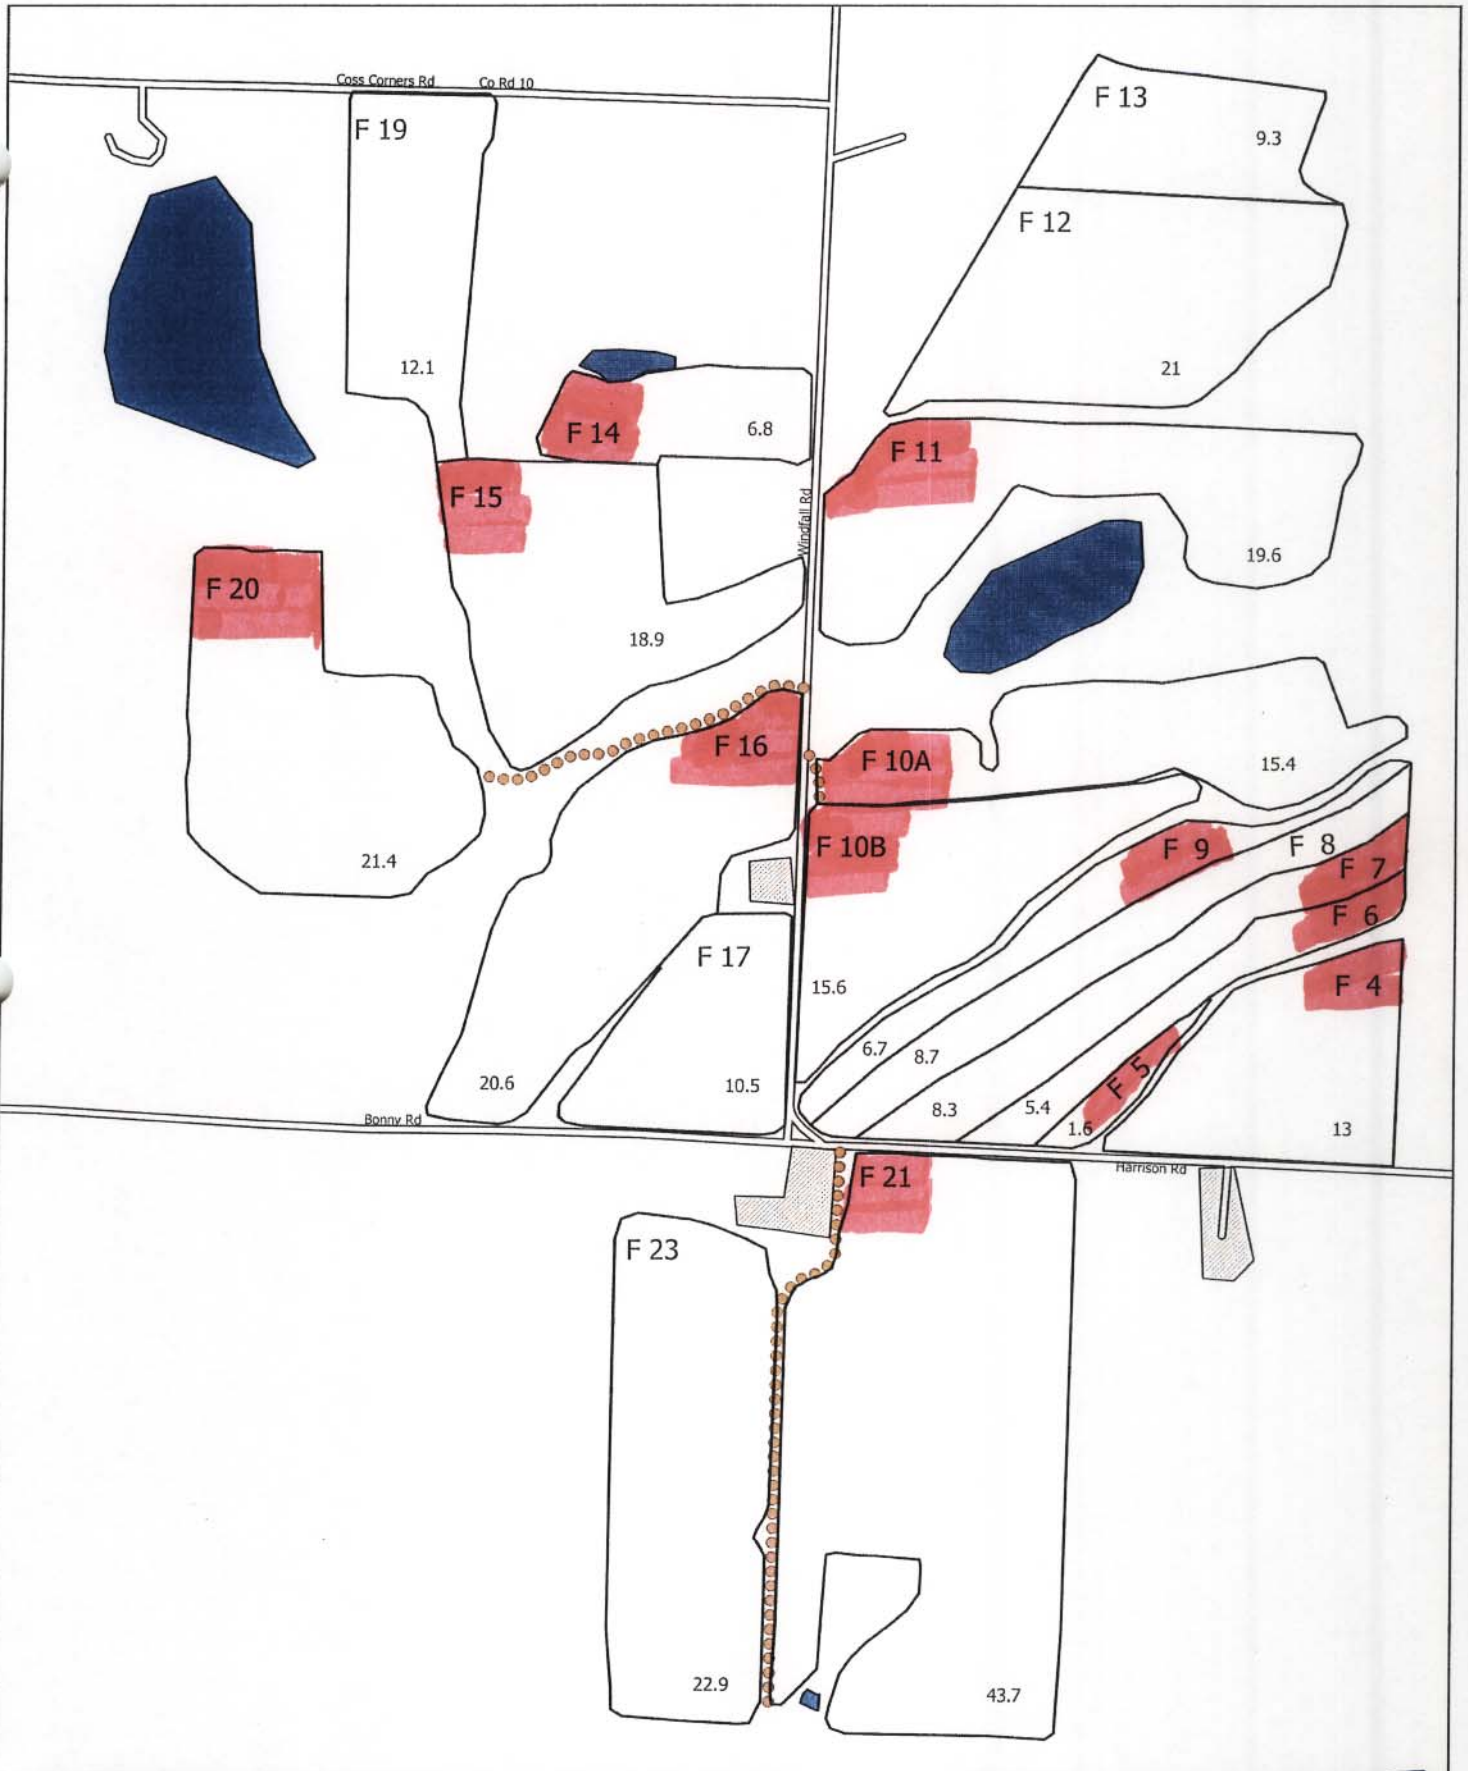 Coss Corners Rd Co Rd 10
F 13
F 19
9.3
F 12
12.1
21
F 14
6.8
F 11
F 15
Windfall Rd
19.6
F 20
18.9
F 16
F 10A
15.4
F 10B
F 9
F 8
21.4
F 7
F 6
F 17
15.6
F 4
6.7
8.7
F 5
20.6
10.5
8.3
5.4
1.6
13
Bonny Rd
Harrison Rd
F 21
F 23
22.9
43.7